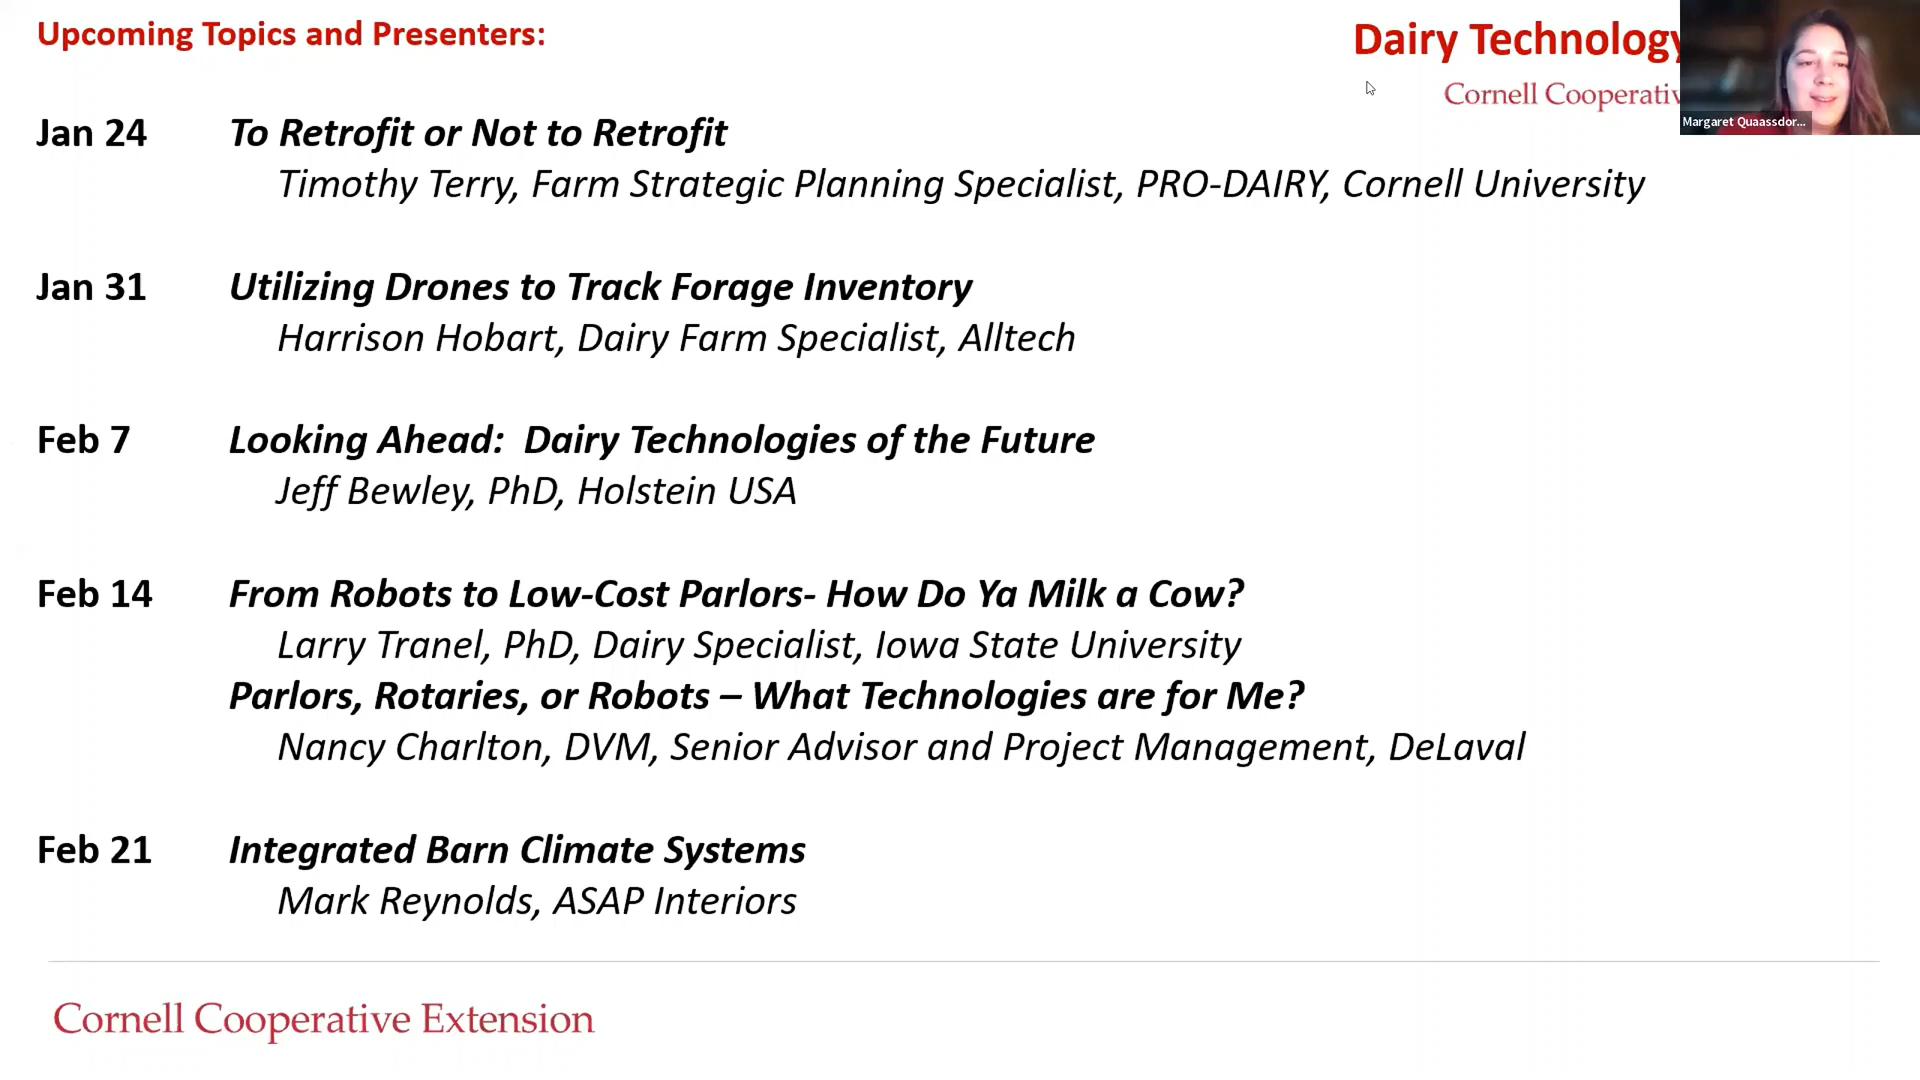 Upcoming Topics and Presenters:
Dairy Technology
Cornell Cooperativ
Margaret Quaassdor...
Jan 24 To Retrofit or Not to Retrofit
Timothy Terry, Farm Strategic Planning Specialist, PRO-DAIRY, Cornell University
Jan 31 Utilizing Drones to Track Forage Inventory
Harrison Hobart, Dairy Farm Specialist, Alltech
Feb 7 Looking Ahead: Dairy Technologies of the Future
Jeff Bewley, PhD, Holstein USA
Feb 14 From Robots to Low-Cost Parlors- How Do Ya Milk a Cow?
Larry Tranel, PhD, Dairy Specialist, Iowa State University
Parlors, Rotaries, or Robots – What Technologies are for Me?
Nancy Charlton, DVM, Senior Advisor and Project Management, DeLaval
Feb 21 Integrated Barn Climate Systems
Mark Reynolds, ASAP Interiors
Cornell Cooperative Extension